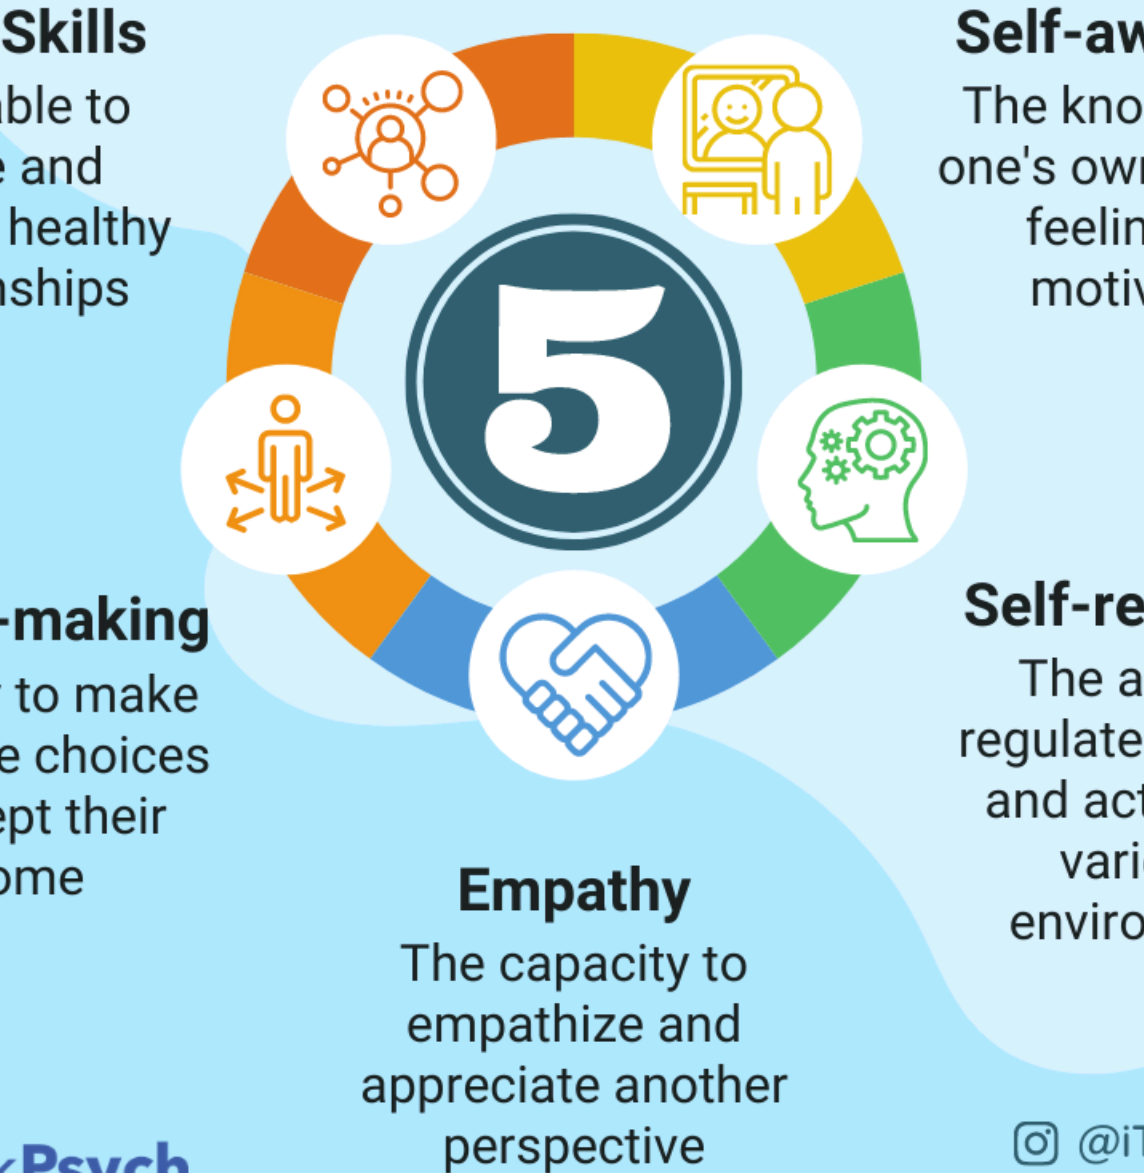 Skills
able to
e and
healthy
nships
Self-aw
The kno
one's owr
feelin
motiv
5
-making
to make
e choices
ept their
ome
Self-re
The a
regulate
and act
vari
enviro
Empathy
The capacity to
empathize and
appreciate another
perspective
kPsych
@iT